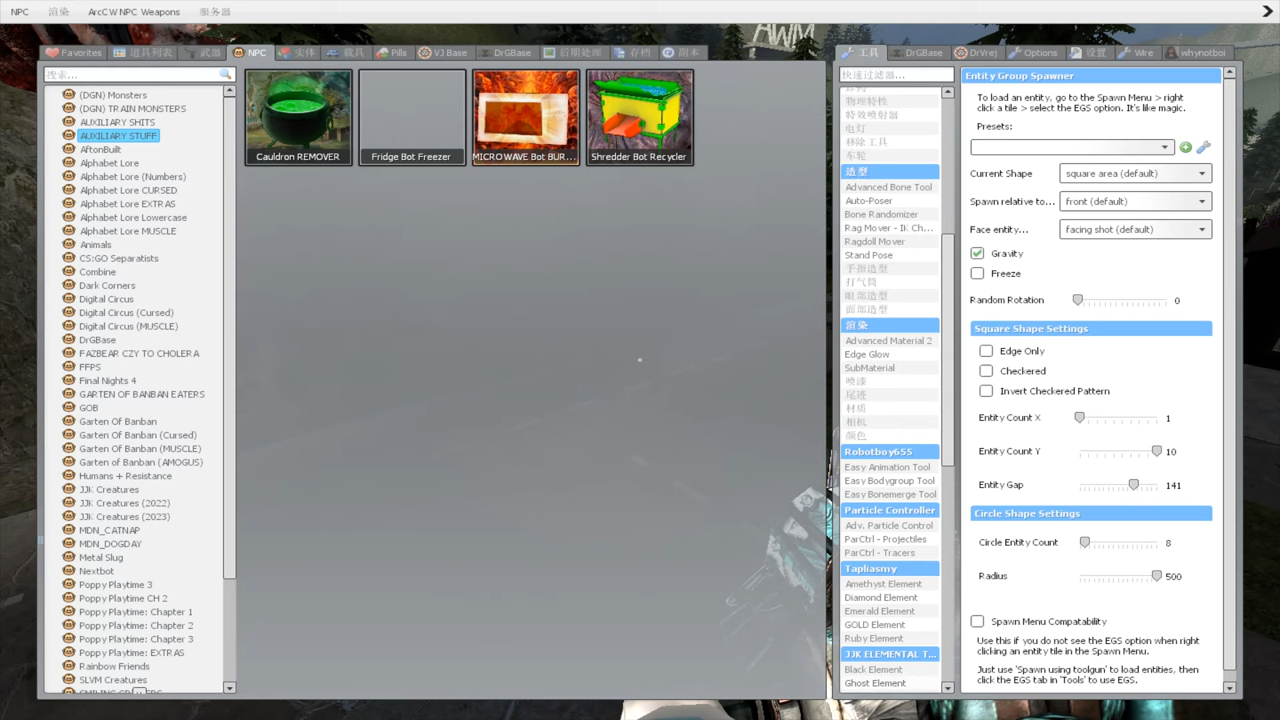 NPC
渲染
ArcCW NPC Weapons
服务器
AWM
Favorites
道具列表
武器
NPC
实体
载具
Pills
VJ Base
DrGBase
后期处理
存档
副本
搜索...
(DGN) Monsters
(DGN) TRAIN MONSTERS
AUXILIARY SHITS
AUXILIARY STUFF
AftonBuilt
Alphabet Lore
Alphabet Lore (Numbers)
Alphabet Lore CURSED
Alphabet Lore EXTRAS
Alphabet Lore Lowercase
Alphabet Lore MUSCLE
Animals
CS:GO Separatists
Combine
Dark Corners
Digital Circus
Digital Circus (Cursed)
Digital Circus (MUSCLE)
DrGBase
FAZBEAR CZY TO CHOLERA
FFPS
Final Nights 4
GARTEN OF BANBAN EATERS
GOB
Garten Of Banban
Garten Of Banban (Cursed)
Garten Of Banban (MUSCLE)
Garten of Banban (AMOGUS)
Humans + Resistance
JJK Creatures
JJK Creatures (2022)
JJK Creatures (2023)
MDN_CATNAP
MDN_DOGDAY
Metal Slug
Nextbot
Poppy Playtime 3
Poppy Playtime CH 2
Poppy Playtime: Chapter 1
Poppy Playtime: Chapter 2
Poppy Playtime: Chapter 3
Poppy Playtime: EXTRAS
Rainbow Friends
SLVM Creatures
Cauldron REMOVER
Fridge Bot Freezer
MICROWAVE Bot BUR...
Shredder Bot Recycler
工具
DrGBase
DrVrej
Options
设置
Wire
whynotboi
快速过滤器...
物理特性
特效发射器
电灯
移除工具
车轮
造型
Advanced Bone Tool
Auto-Poser
Bone Randomizer
Rag Mover - IK Ch...
Ragdoll Mover
Stand Pose
手指造型
打气筒
眼部造型
面部造型
渲染
Advanced Material 2
Edge Glow
SubMaterial
喷漆
尾迹
材质
相机
颜色
Robotboy655
Easy Animation Tool
Easy Bodygroup Tool
Easy Bonemerge Tool
Particle Controller
Adv. Particle Control
ParCtrl - Projectiles
ParCtrl - Tracers
Tapliasmy
Amethyst Element
Diamond Element
Emerald Element
GOLD Element
Ruby Element
JJK ELEMENTAL T...
Black Element
Ghost Element
Entity Group Spawner
To load an entity, go to the Spawn Menu > right
click a tile > select the EGS option. It's like magic.
Presets:
Current Shape
square area (default)
Spawn relative to...
front (default)
Face entity...
facing shot (default)
Gravity
Freeze
Random Rotation
0
Square Shape Settings
Edge Only
Checkered
Invert Checkered Pattern
Entity Count X
1
Entity Count Y
10
Entity Gap
141
Circle Shape Settings
Circle Entity Count
8
Radius
500
Spawn Menu Compatability
Use this if you do not see the EGS option when right
clicking an entity tile in the Spawn Menu.
Just use 'Spawn using toolgun' to load entities, then
click the EGS tab in 'Tools' to use EGS.